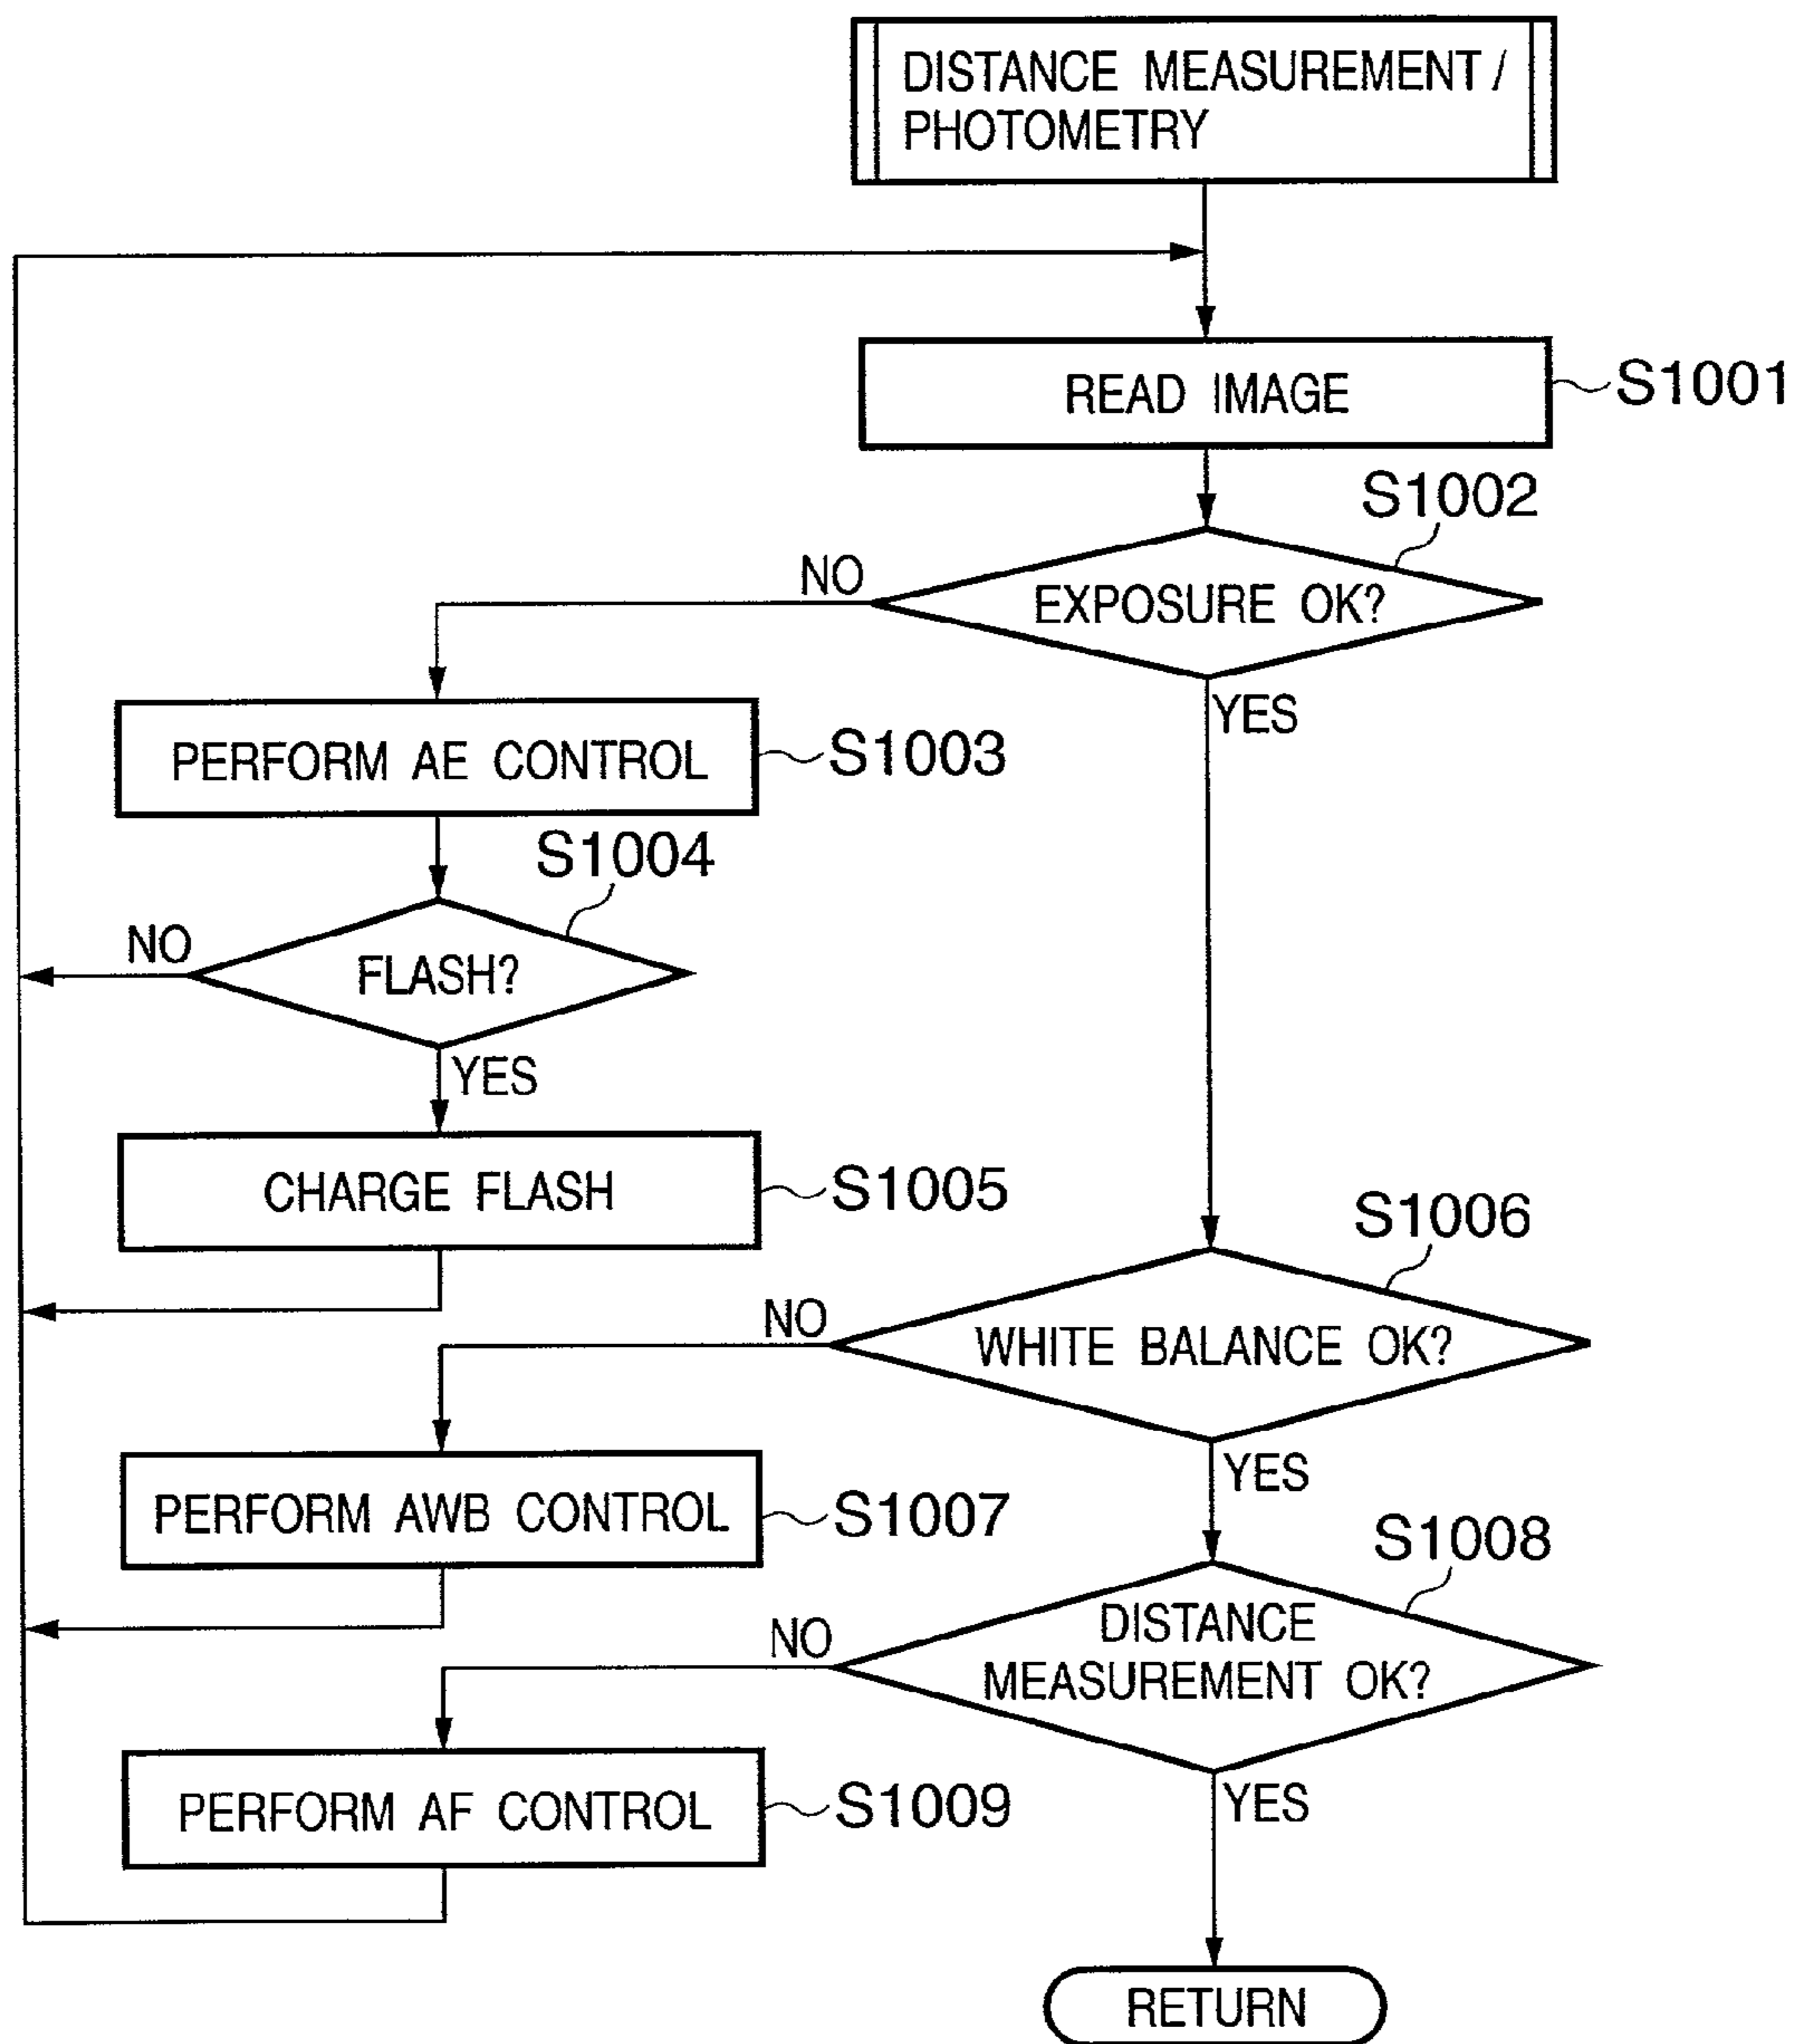 DISTANCE MEASUREMENT /
PHOTOMETRY
READ IMAGE
S1001
S1002
NO
EXPOSURE OK?
YES
PERFORM AE CONTROL
S1003
S1004
NO
FLASH?
YES
CHARGE FLASH
S1005
S1006
NO
WHITE BALANCE OK?
YES
PERFORM AWB CONTROL
S1007
S1008
NO
DISTANCE
MEASUREMENT OK?
YES
PERFORM AF CONTROL
S1009
RETURN